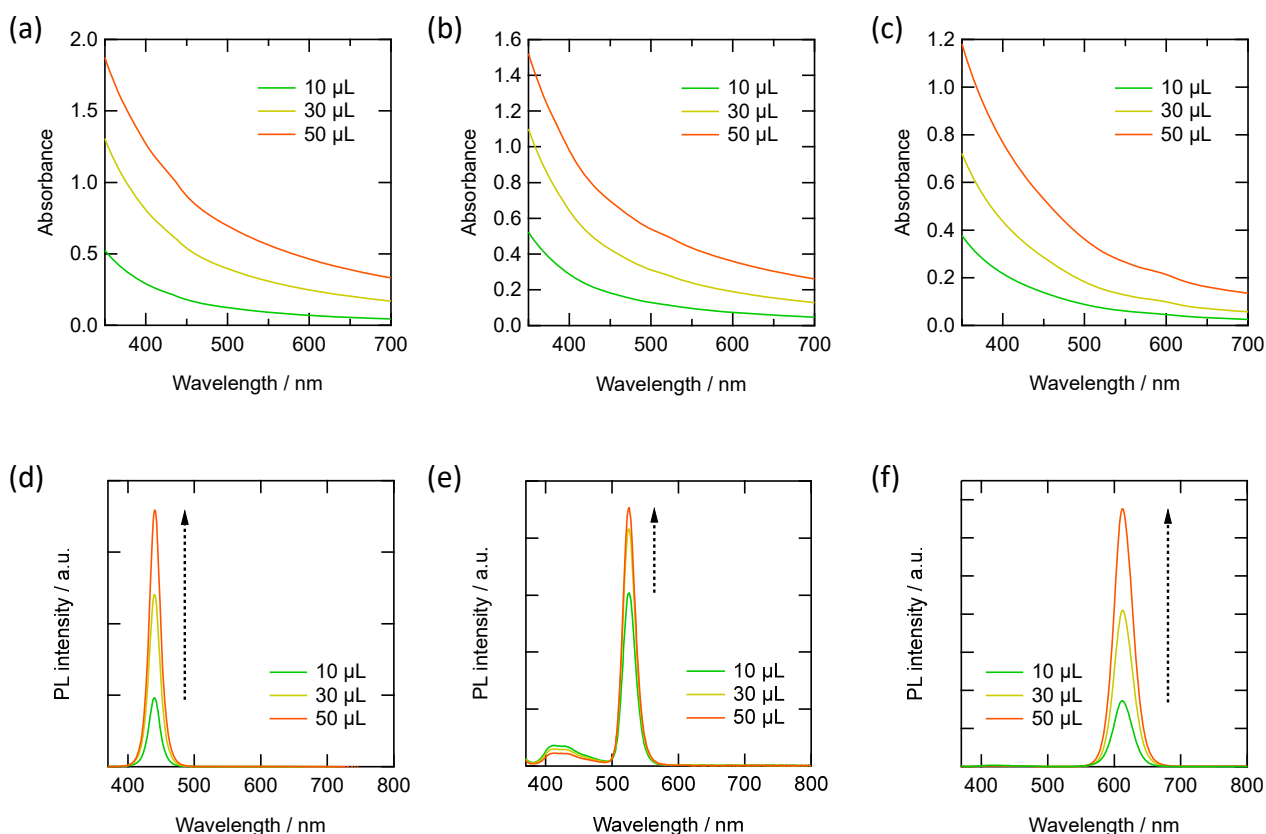 (a)
2.0
1.5
1.0
0.5
0.0
Absorbance
10 µL
30 µL
50 µL
400 500 600 700
Wavelength / nm
(b)
1.6
1.4
1.2
1.0
0.8
0.6
0.4
0.2
0.0
Absorbance
10 µL
30 µL
50 µL
400 500 600 700
Wavelength / nm
(c)
1.2
1.0
0.8
0.6
0.4
0.2
0.0
Absorbance
10 µL
30 µL
50 µL
400 500 600 700
Wavelength / nm
(d)
PL intensity / a.u.
10 µL
30 µL
50 µL
400 500 600 700 800
Wavelength / nm
(e)
PL intensity / a.u.
10 µL
30 µL
50 µL
400 500 600 700 800
Wavelength / nm
(f)
PL intensity / a.u.
10 µL
30 µL
50 µL
400 500 600 700 800
Wavelength / nm